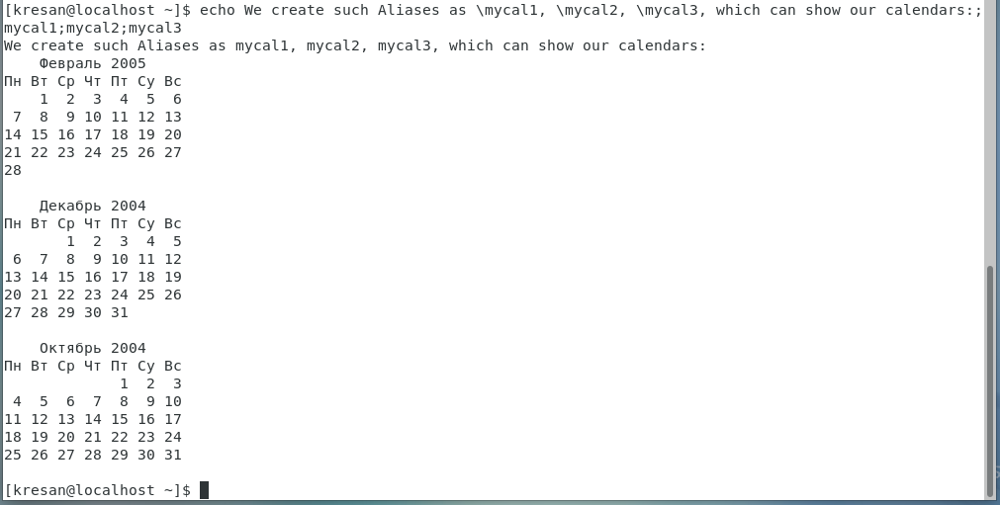 [kresan@localhost ~]$ echo We create such Aliases as \mycal1, \mycal2, \mycal3, which can show our calendars:;
mycal1;mycal2;mycal3
We create such Aliases as mycal1, mycal2, mycal3, which can show our calendars:
    Февраль 2005
Пн Вт Ср Чт Пт Су Вс
    1  2  3  4  5  6
 7  8  9 10 11 12 13
14 15 16 17 18 19 20
21 22 23 24 25 26 27
28

    Декабрь 2004
Пн Вт Ср Чт Пт Су Вс
       1  2  3  4  5
 6  7  8  9 10 11 12
13 14 15 16 17 18 19
20 21 22 23 24 25 26
27 28 29 30 31

    Октябрь 2004
Пн Вт Ср Чт Пт Су Вс
             1  2  3
 4  5  6  7  8  9 10
11 12 13 14 15 16 17
18 19 20 21 22 23 24
25 26 27 28 29 30 31

[kresan@localhost ~]$